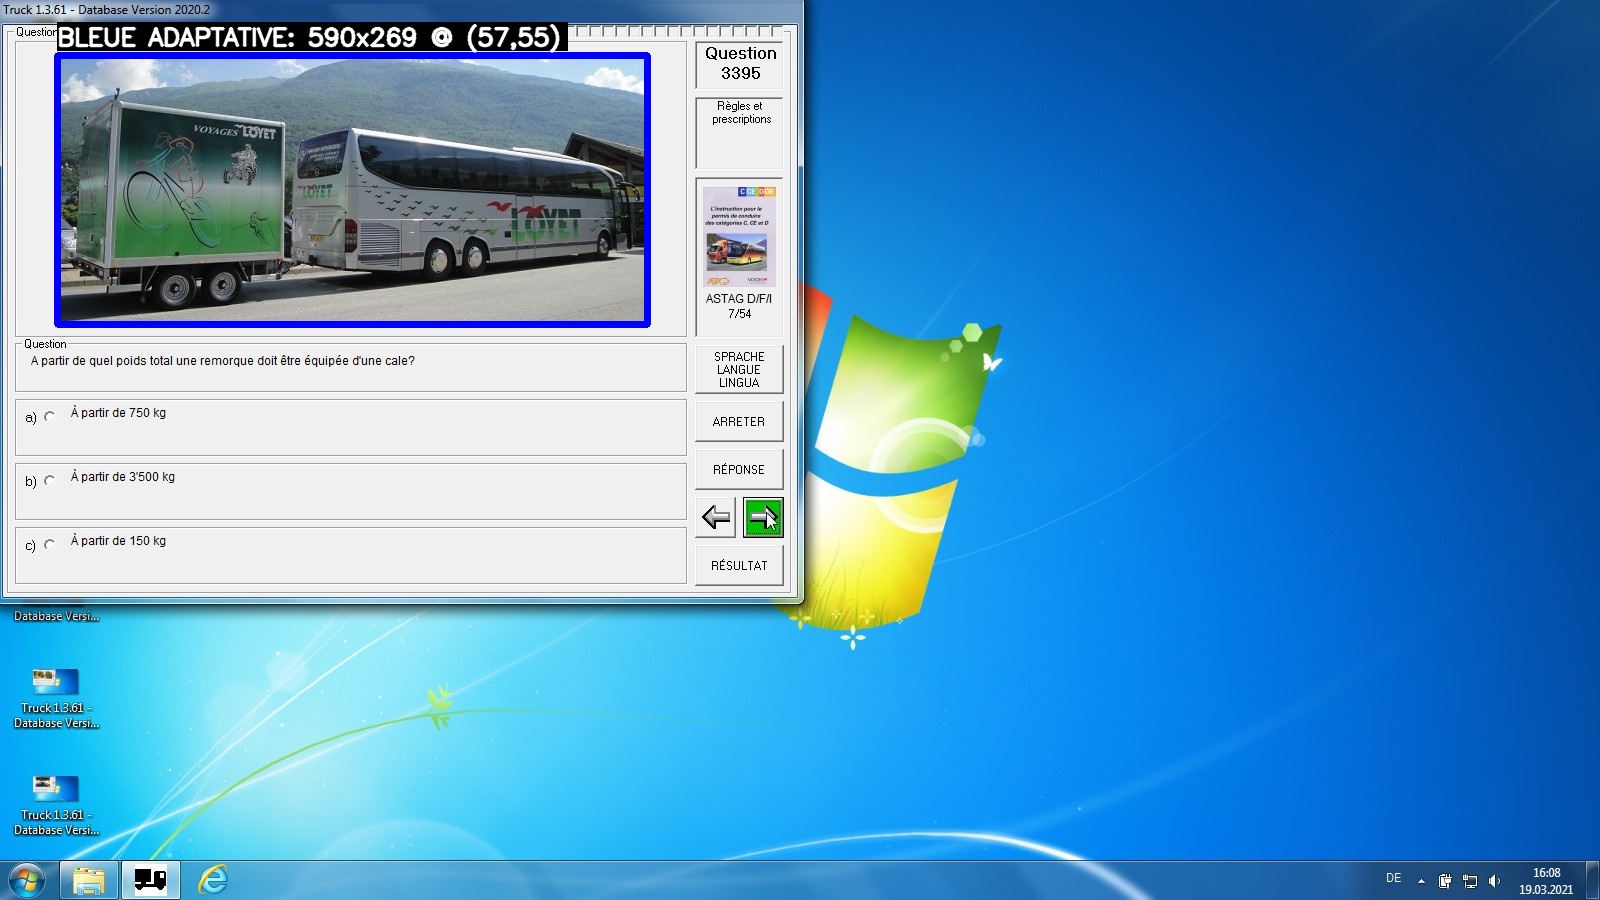 Truck 1.3.61 - Database Version 2020.2
Question
BLEUE ADAPTATIVE: 590x269 @ (57,55)
VOYAGES LOYET
LOYET
LOYET
Question
3395
Règles et
prescriptions
C CE D DE
L'instruction pour le
permis de conduire
des catégories C, CE et D
ASTAG D/F/I
7/54
Question
A partir de quel poids total une remorque doit être équipée d'une cale?
a) À partir de 750 kg
b) À partir de 3'500 kg
c) À partir de 150 kg
SPRACHE
LANGUE
LINGUA
ARRETER
RÉPONSE
RÉSULTAT
Database Versi...
Truck 1.3.61 -
Database Versi...
Truck 1.3.61 -
Database Versi...
DE
16:08
19.03.2021